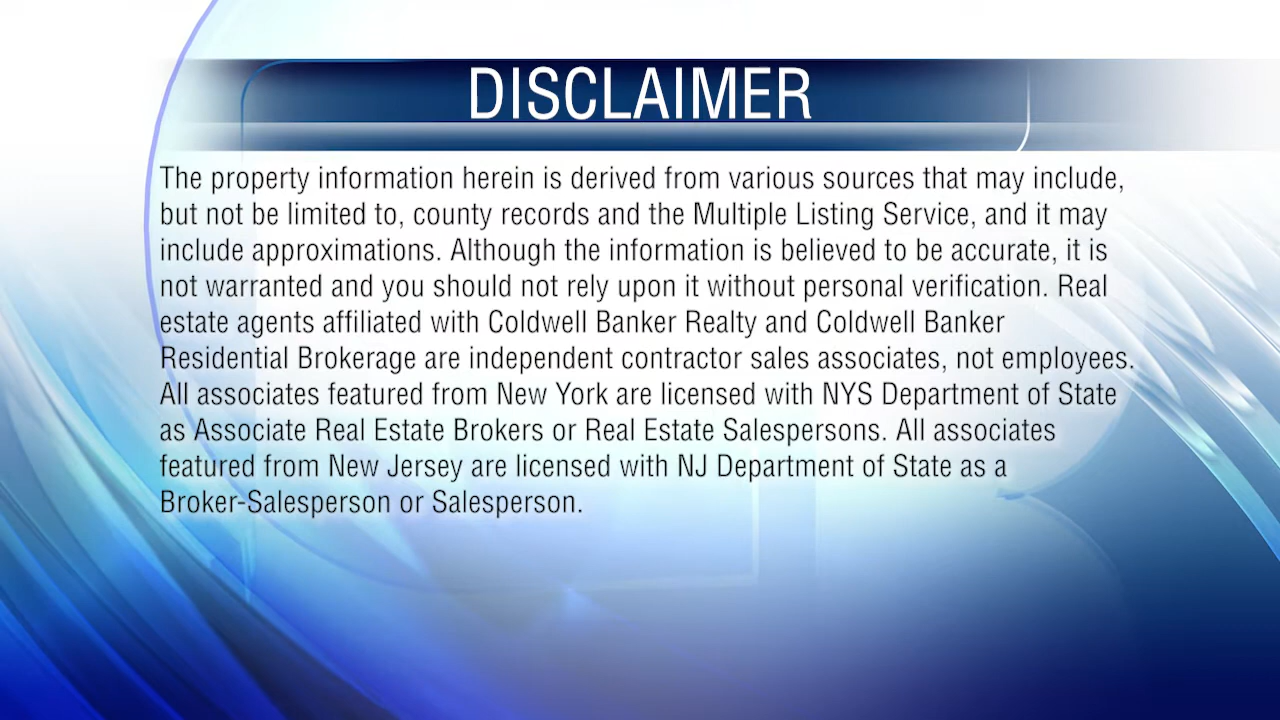 DISCLAIMER
The property information herein is derived from various sources that may include,
but not be limited to, county records and the Multiple Listing Service, and it may
include approximations. Although the information is believed to be accurate, it is
not warranted and you should not rely upon it without personal verification. Real
estate agents affiliated with Coldwell Banker Realty and Coldwell Banker
Residential Brokerage are independent contractor sales associates, not employees.
All associates featured from New York are licensed with NYS Department of State
as Associate Real Estate Brokers or Real Estate Salespersons. All associates
featured from New Jersey are licensed with NJ Department of State as a
Broker-Salesperson or Salesperson.